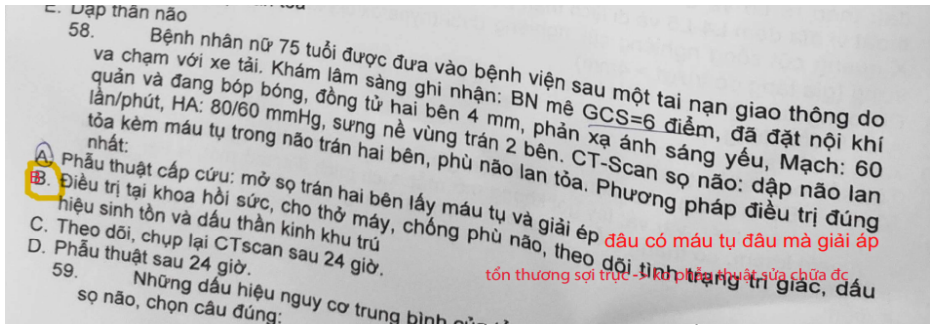 E. Dập thân não
58. Bệnh nhân nữ 75 tuổi được đưa vào bệnh viện sau một tai nạn giao thông do
va chạm với xe tải. Khám lâm sàng ghi nhận: BN mê GCS=6 điểm, đã đặt nội khí
quản và đang bóp bóng, đồng tử hai bên 4 mm, phản xạ ánh sáng yếu, Mạch: 60
lần/phút, HA: 80/60 mmHg, sưng nề vùng trán 2 bên. CT-Scan sọ não: dập não lan
tỏa kèm máu tụ trong não trán hai bên, phù não lan tỏa. Phương pháp điều trị đúng
nhất:
A. Phẫu thuật cấp cứu: mở sọ trán hai bên lấy máu tụ và giải ép
đâu có máu tụ đâu mà giải áp
B. Điều trị tại khoa hồi sức, cho thở máy, chống phù não, theo dõi tình trạng tri giác, dấu
hiệu sinh tồn và dấu thần kinh khu trú
tổn thương sợi trục -> ko phẫu thuật sửa chữa đc
C. Theo dõi, chụp lại CTscan sau 24 giờ.
D. Phẫu thuật sau 24 giờ.
59. Những dấu hiệu nguy cơ trung bình
sọ não, chọn câu đúng: